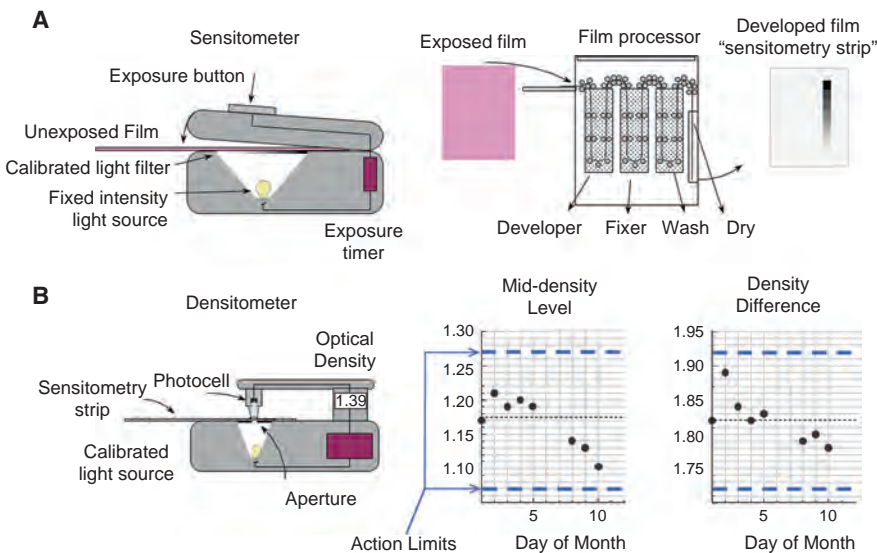 A
Sensitometer
Exposure button
Unexposed Film
Calibrated light filter
Fixed intensity
light source
Exposure
timer
Exposed film
Film processor
Developed film
“sensitometry strip”
Developer
Fixer
Wash
Dry
B
Densitometer
Optical
Density
Photocell
1.39
Sensitometry
strip
Calibrated
light source
Aperture
Action Limits
Mid-density
Level
1.30
1.25
1.20
1.15
1.10
5
10
Day of Month
Density
Difference
1.95
1.90
1.85
1.80
1.75
5
10
Day of Month